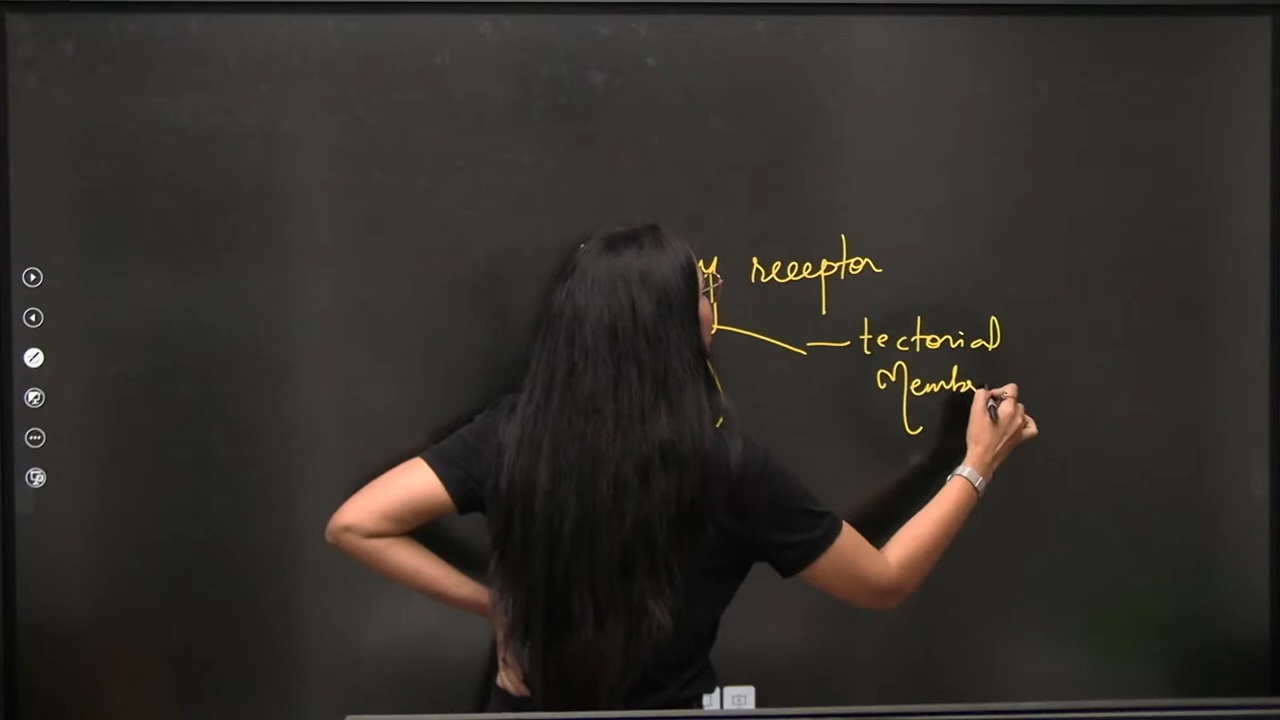 receptor
— tectorial
Memb